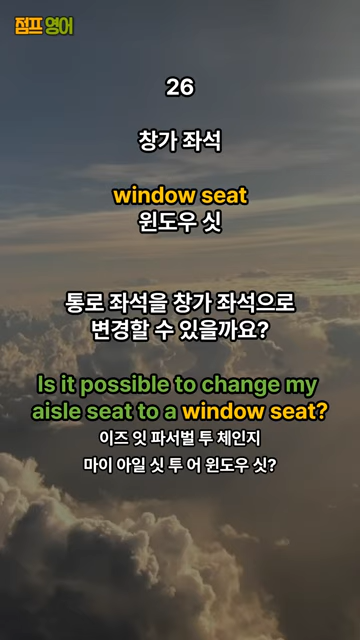 점프 영어
26
창가 좌석
window seat
윈도우 싯
통로 좌석을 창가 좌석으로
변경할 수 있을까요?
Is it possible to change my
aisle seat to a window seat?
이즈 잇 파서벌 투 체인지
마이 아일 싯 투 어 윈도우 싯?